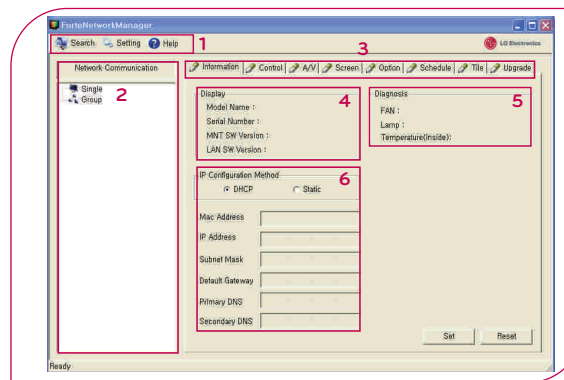 ForteNetworkManager
Search Setting Help 1
LG Electronics
3
Network Communication
2
Single
Group
Information Control A/V Screen Option Schedule Tile Upgrade
Display
4
Model Name :
Serial Number :
MNT SW Version :
LAN SW Version :
Diagnosis
5
FAN :
Lamp :
Temperature(Inside):
IP Configuration Method
6
DHCP Static
Mac Address
IP Address
Subnet Mask
Default Gateway
Primary DNS
Secondary DNS
Set Reset
Ready